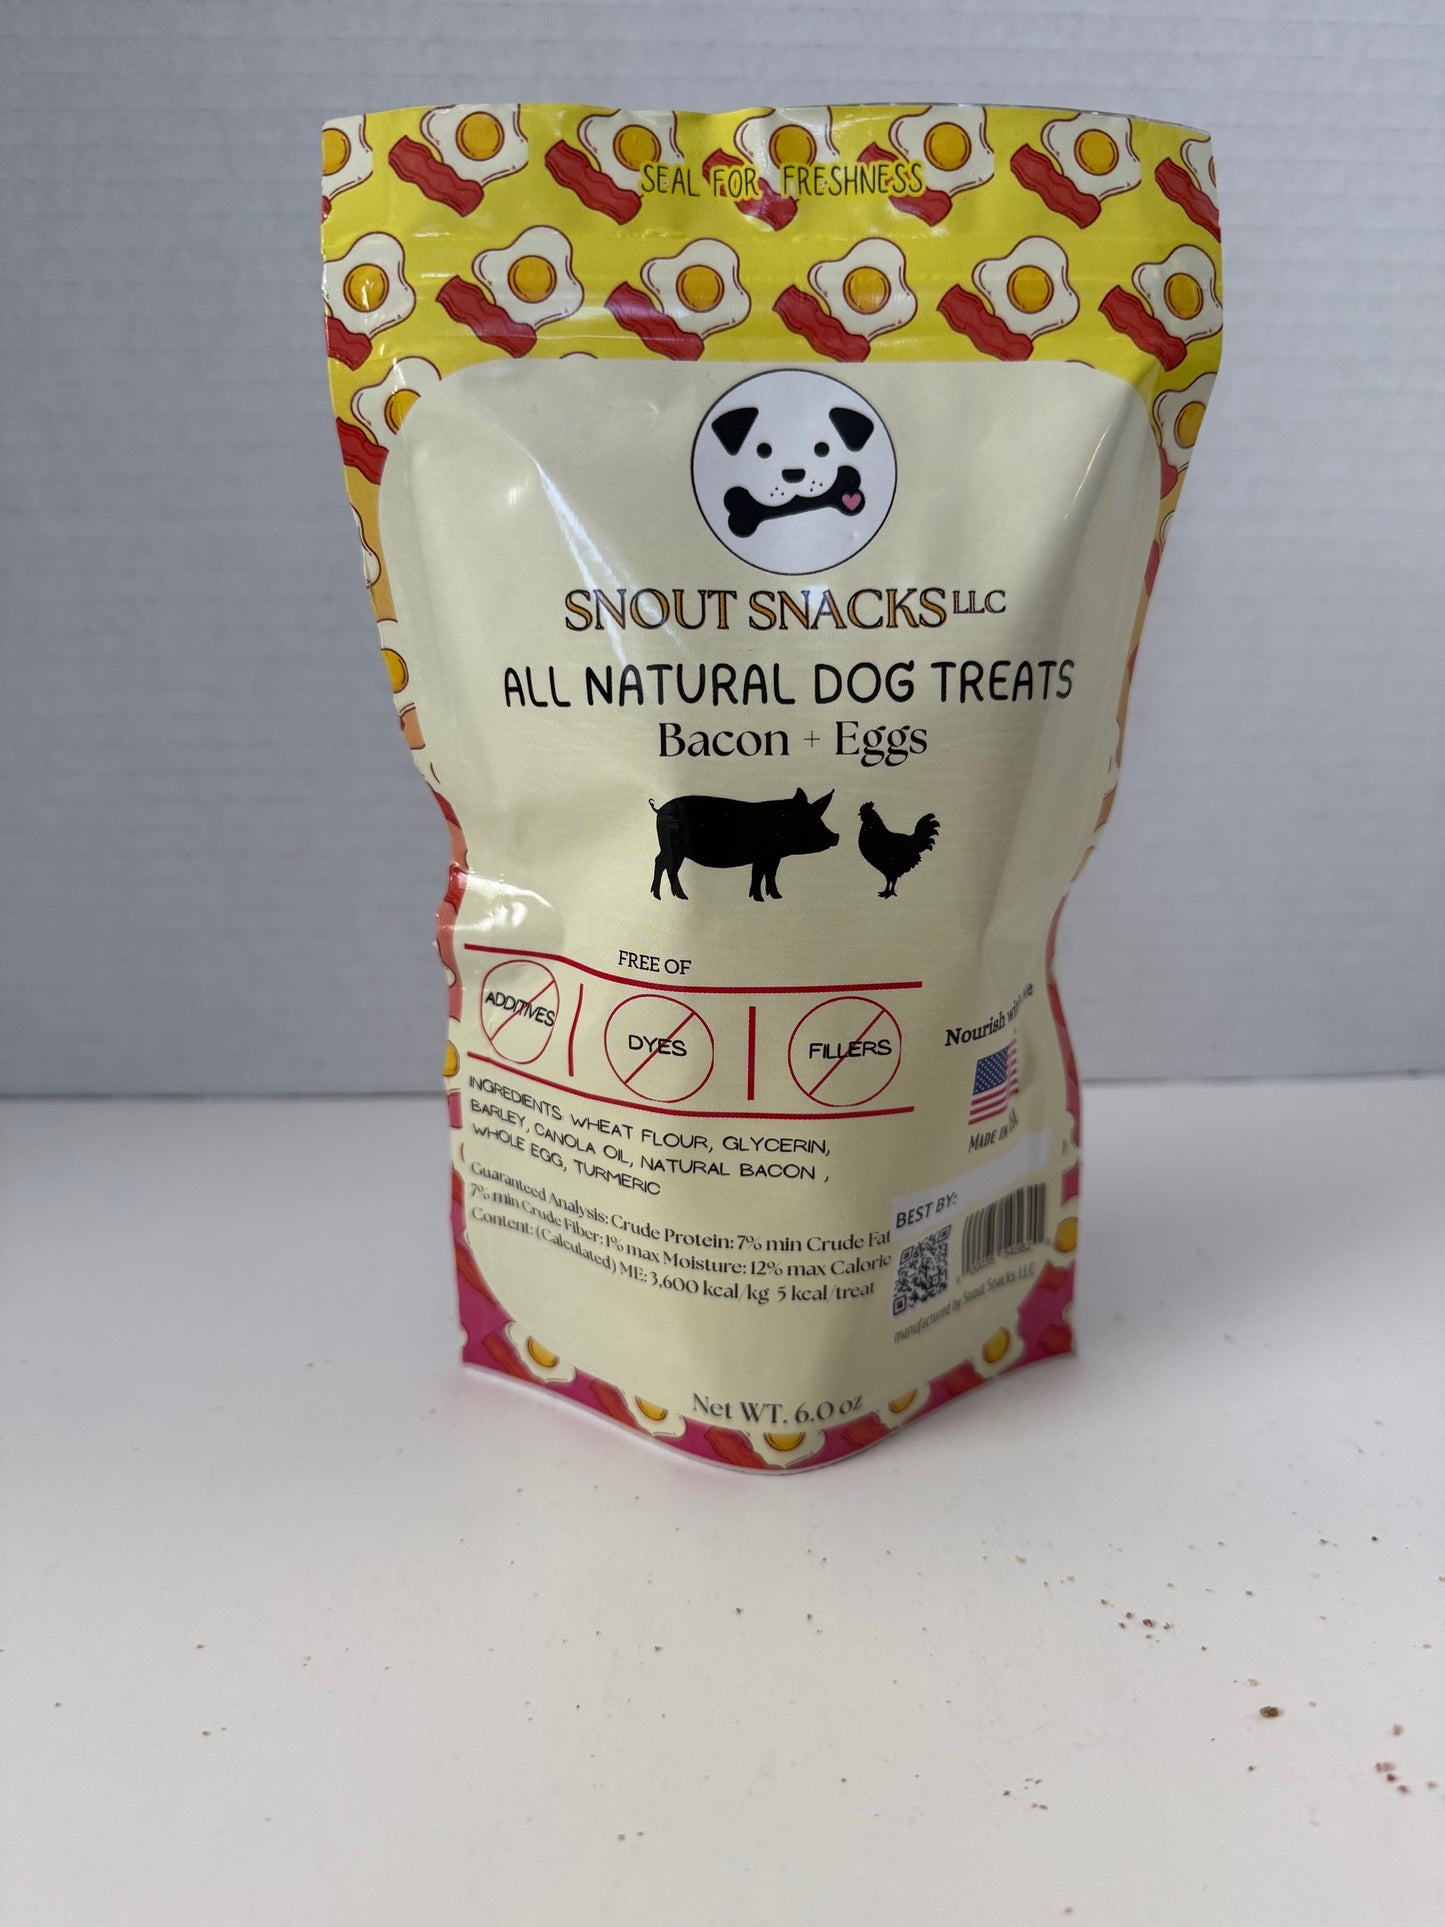 SEAL FOR FRESHNESS
SNOUT SNACKS LLC
ALL NATURAL DOG TREATS
Bacon + Eggs
FREE OF
ADDITIVES
DYES
FILLERS
Nourish
MADE IN
INGREDIENTS: WHEAT FLOUR, GLYCERIN,
BARLEY, CANOLA OIL, NATURAL BACON ,
WHOLE EGG, TURMERIC
Guaranteed Analysis: Crude Protein: 7% min Crude Fat
7% min Crude Fiber: 1% max Moisture: 12% max Calorie
Content: (Calculated) ME: 3,600 kcal/kg 5 kcal/treat
BEST BY:
manufactured by Snout Snacks LLC
Net WT. 6.0 oz